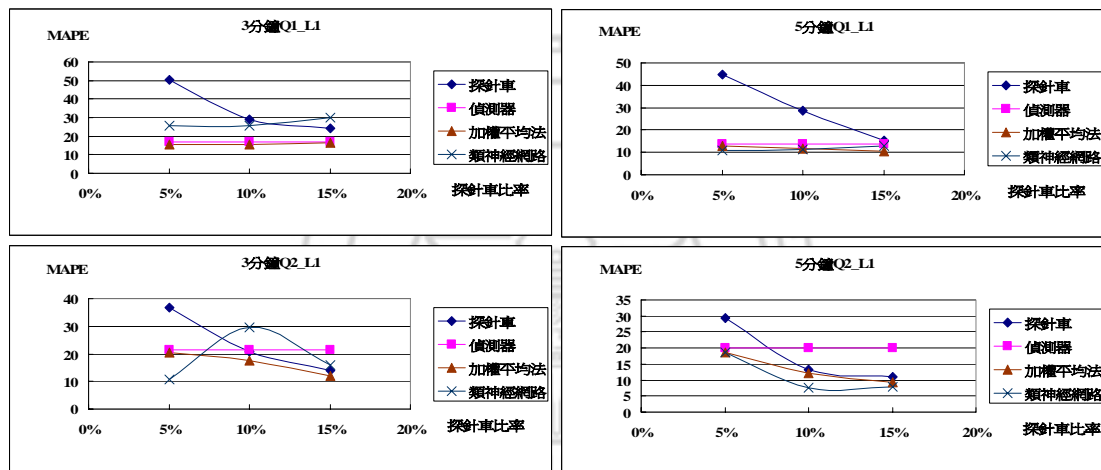 3分鐘Q1_L1
MAPE
60
50
40
30
20
10
0
0%
5%
10%
15%
20%
探針車比率
探針車
偵測器
加權平均法
類神經網路
5分鐘Q1_L1
MAPE
50
40
30
20
10
0
0%
5%
10%
15%
20%
探針車比率
探針車
偵測器
加權平均法
類神經網路
3分鐘Q2_L1
MAPE
40
30
20
10
0
0%
5%
10%
15%
20%
探針車比率
探針車
偵測器
加權平均法
類神經網路
5分鐘Q2_L1
MAPE
35
30
25
20
15
10
5
0
0%
5%
10%
15%
20%
探針車比率
探針車
偵測器
加權平均法
類神經網路